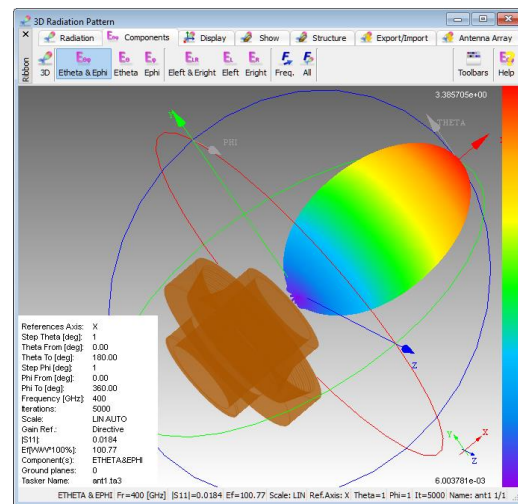 3D Radiation Pattern
Radiation Components Display Show Structure Export/Import Antenna Array
Ribbon
3D Etheta & Ephi Etheta Ephi Eleft & Eright Eleft Eright Freq. All Toolbars Help
3.385705e+00
THETA
Y
PHI
Z
References Axis: X
Step Theta [deg]: 1
Theta From [deg]: 0.00
Theta To [deg]: 180.00
Step Phi [deg]: 1
Phi From [deg]: 0.00
Phi To [deg]: 360.00
Frequency [GHz]: 400
Iterations: 5000
Scale: LIN AUTO
Gain Ref.: Directive
|S11|: 0.0184
Ef[W/W*100%]: 100.77
Component(s): ETHETA&EPHI
Ground planes: 0
Tasker Name: ant1.ta3
Y X
Z
6.003781e-03
ETHETA & EPHI Fr=400 [GHz] |S11|=0.0184 Ef=100.77 Scale: LIN Ref.Axis: X Theta=1 Phi=1 It=5000 Name: ant1 1/1